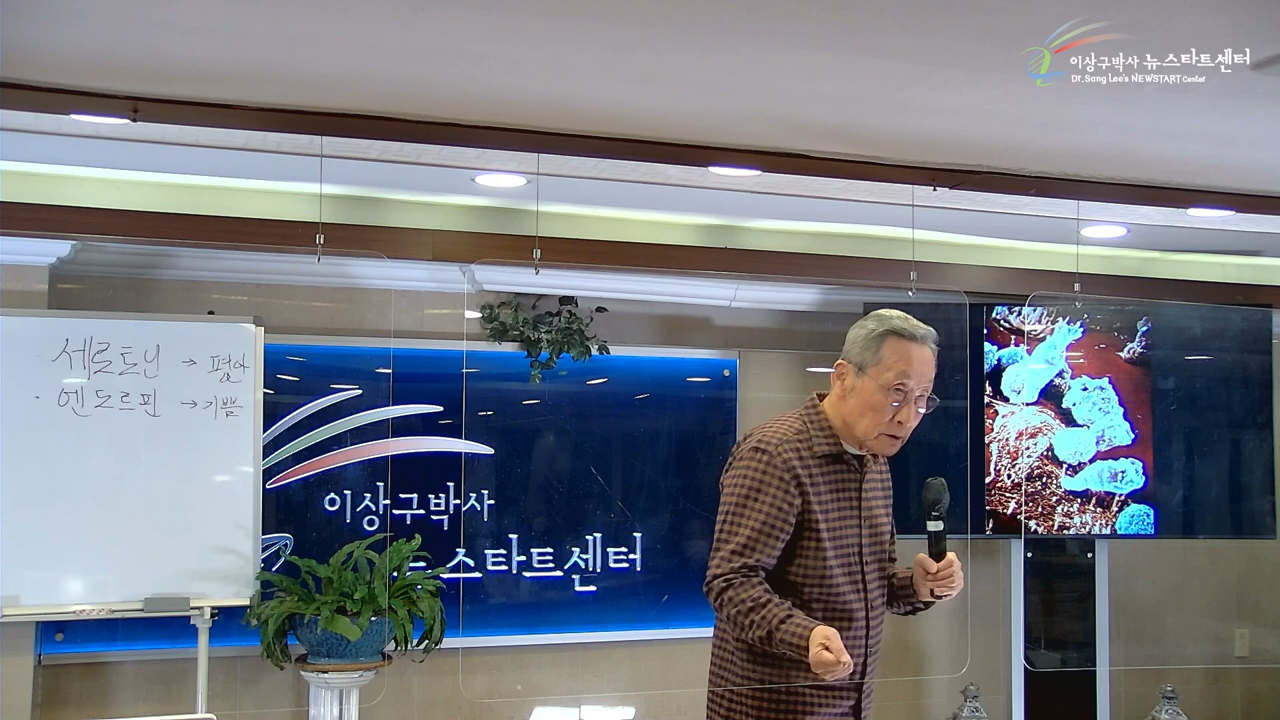 이상구박사 뉴스타트센터
Dr. Sang Lee's NEWSTART Center
· 세로토닌 → 평안
· 엔도르핀 → 기쁨
이상구박사
뉴스타트센터